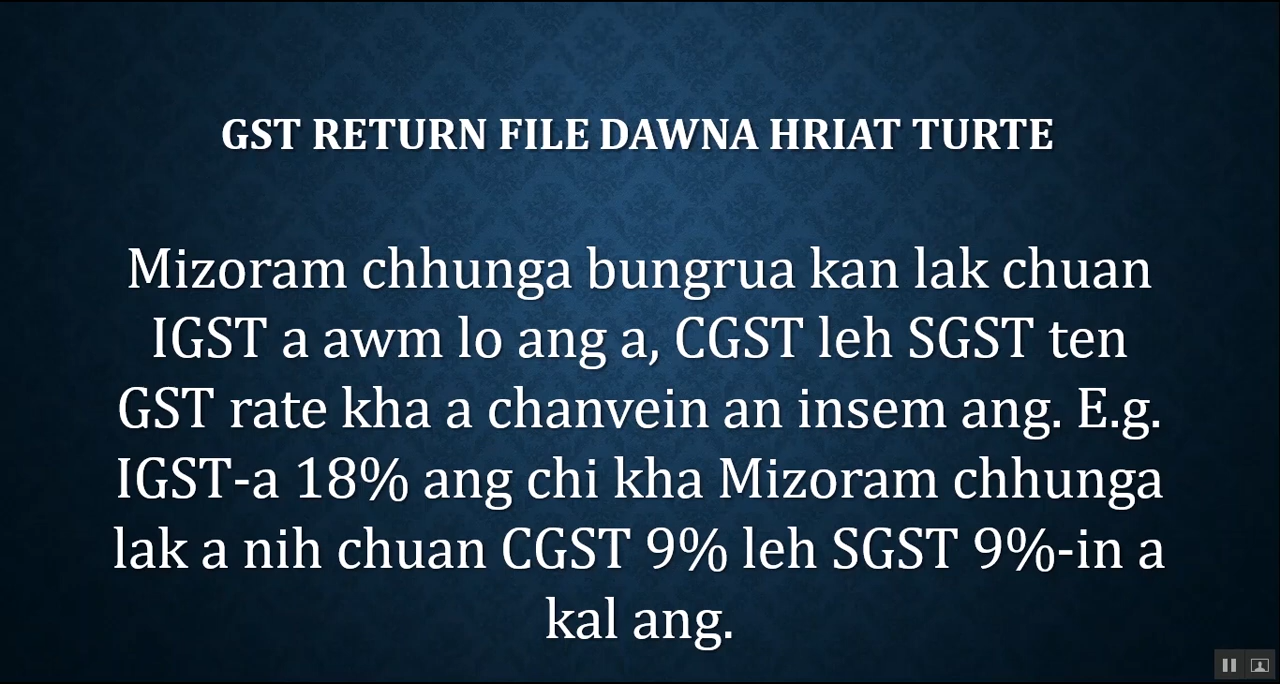 GST RETURN FILE DAWNA HRIAT TURTE
Mizoram chhunga bungrua kan lak chuan
IGST a awm lo ang a, CGST leh SGST ten
GST rate kha a chanvein an insem ang. E.g.
IGST-a 18% ang chi kha Mizoram chhunga
lak a nih chuan CGST 9% leh SGST 9%-in a
kal ang.